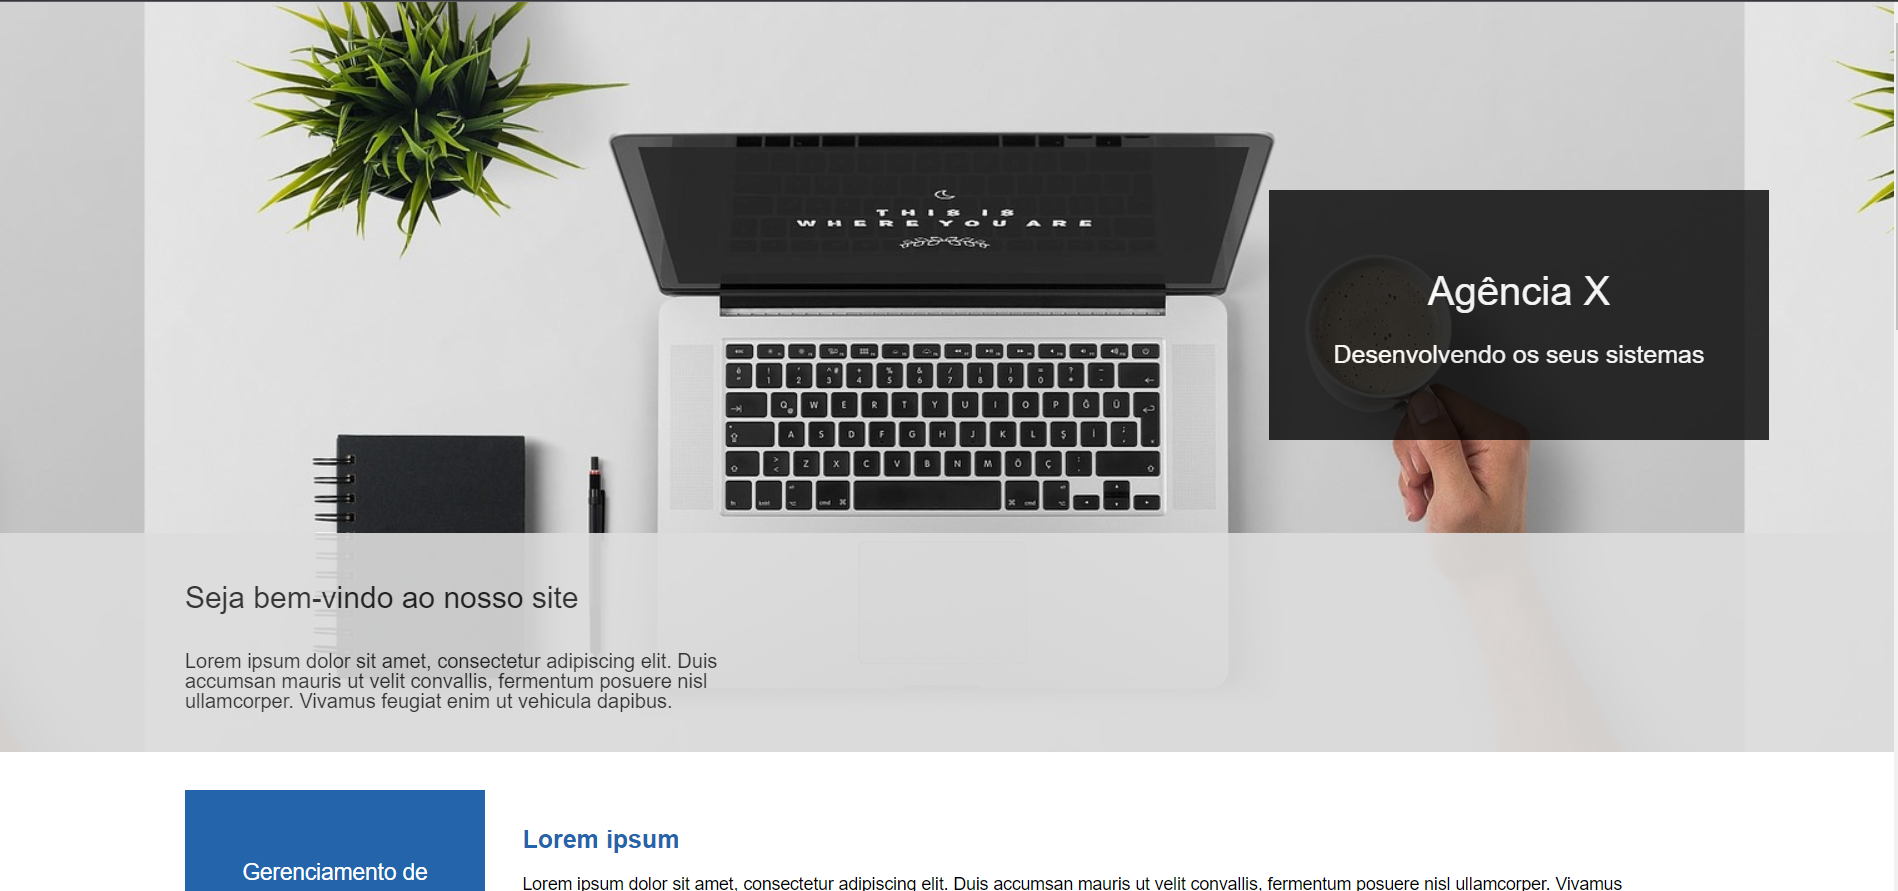 THIS IS
WHERE YOU ARE
Agência X
Desenvolvendo os seus sistemas
Seja bem-vindo ao nosso site
Lorem ipsum dolor sit amet, consectetur adipiscing elit. Duis
accumsan mauris ut velit convallis, fermentum posuere nisl
ullamcorper. Vivamus feugiat enim ut vehicula dapibus.
Gerenciamento de
Lorem ipsum
Lorem ipsum dolor sit amet, consectetur adipiscing elit. Duis accumsan mauris ut velit convallis, fermentum posuere nisl ullamcorper. Vivamus